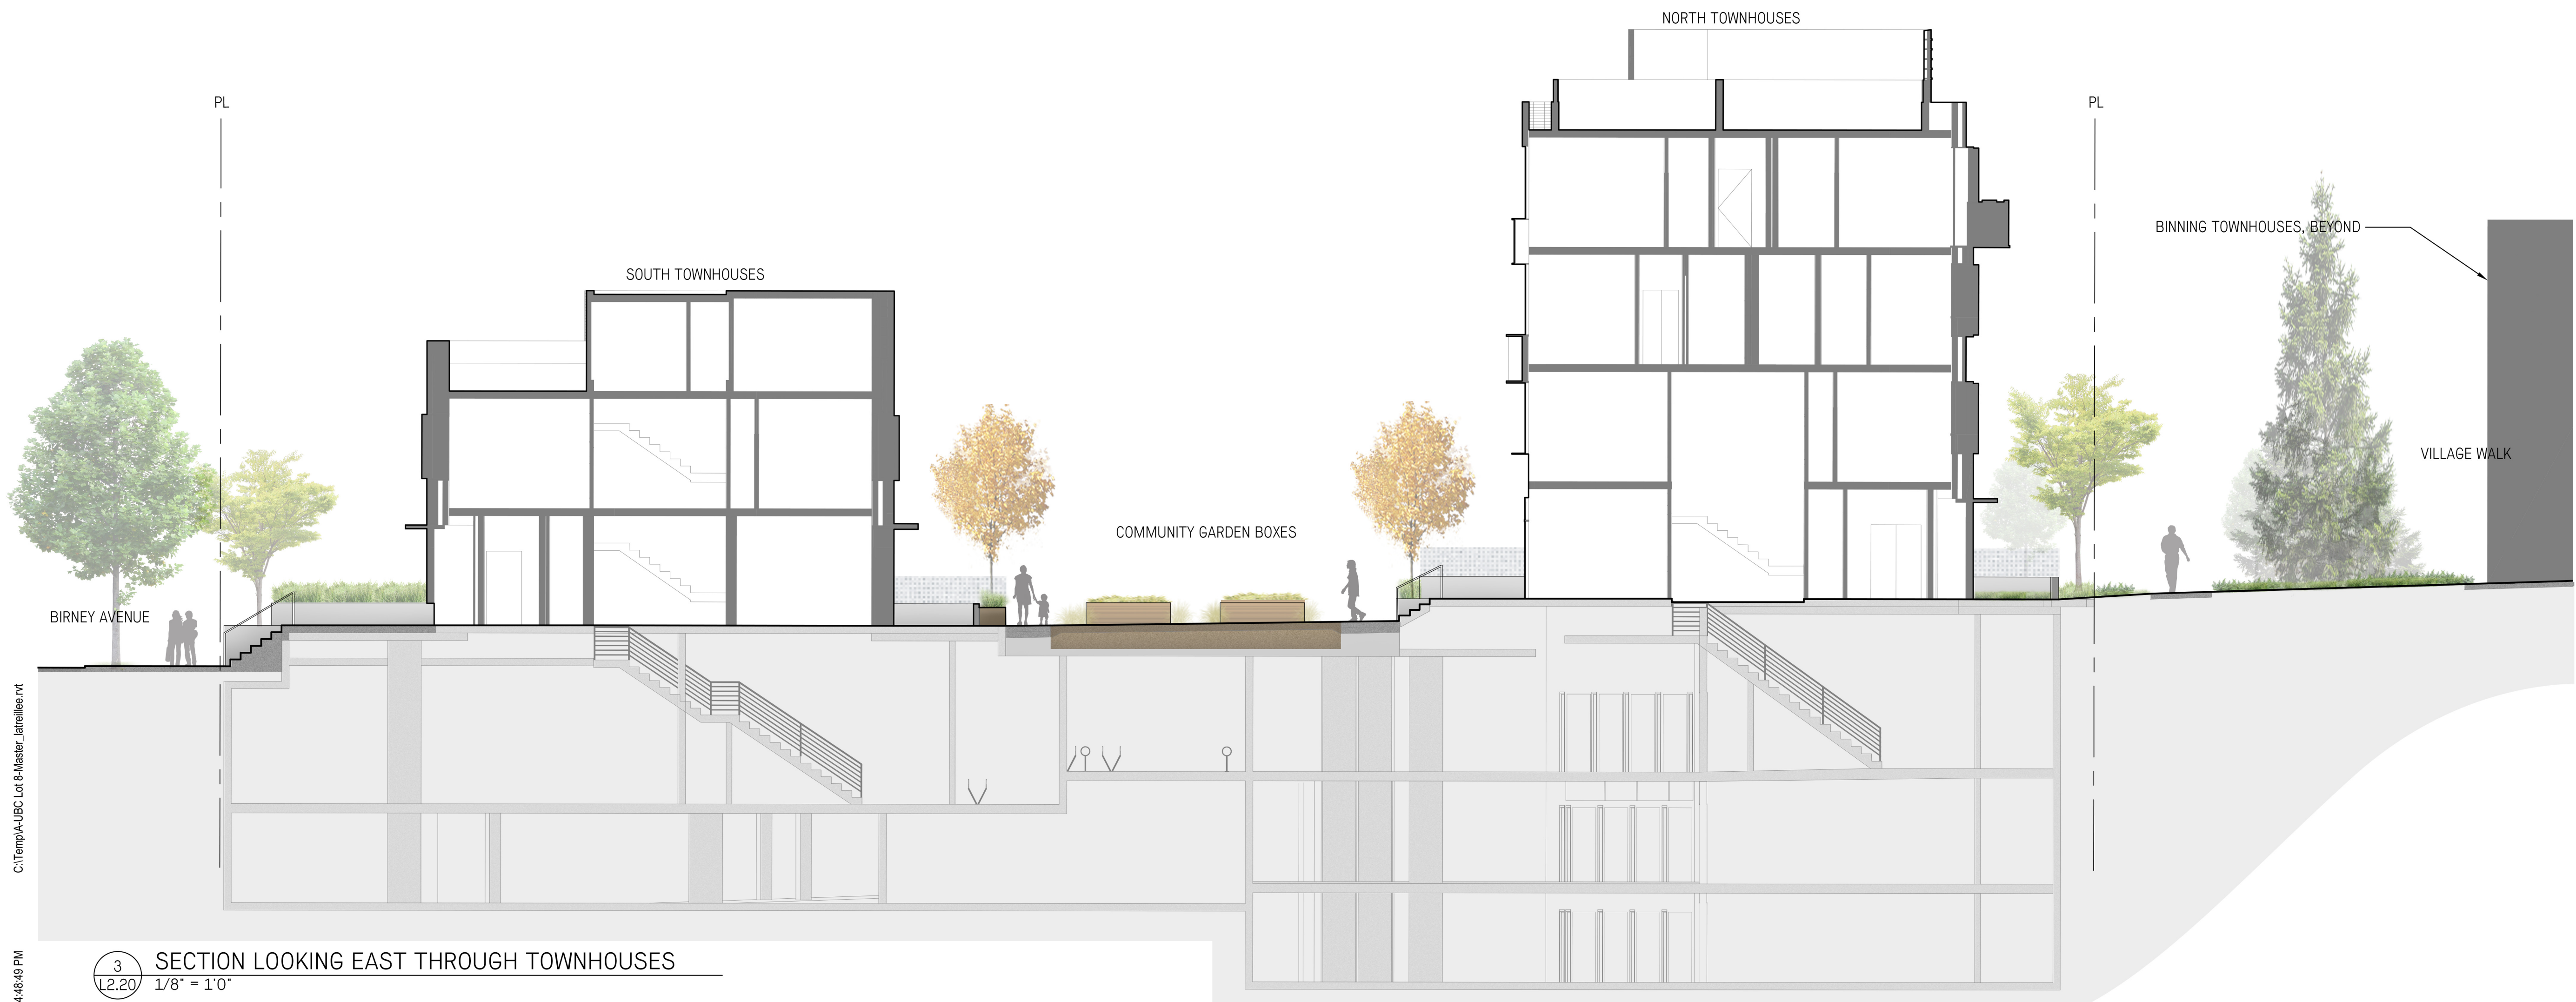 NORTH TOWNHOUSES
PL
PL
BINNING TOWNHOUSES, BEYOND
SOUTH TOWNHOUSES
VILLAGE WALK
COMMUNITY GARDEN BOXES
BIRNEY AVENUE
C:\Temp\A-UBC Lot 8-Master_latreillee.rvt
4:48:49 PM
3
L2.20
SECTION LOOKING EAST THROUGH TOWNHOUSES
1/8" = 1'0"